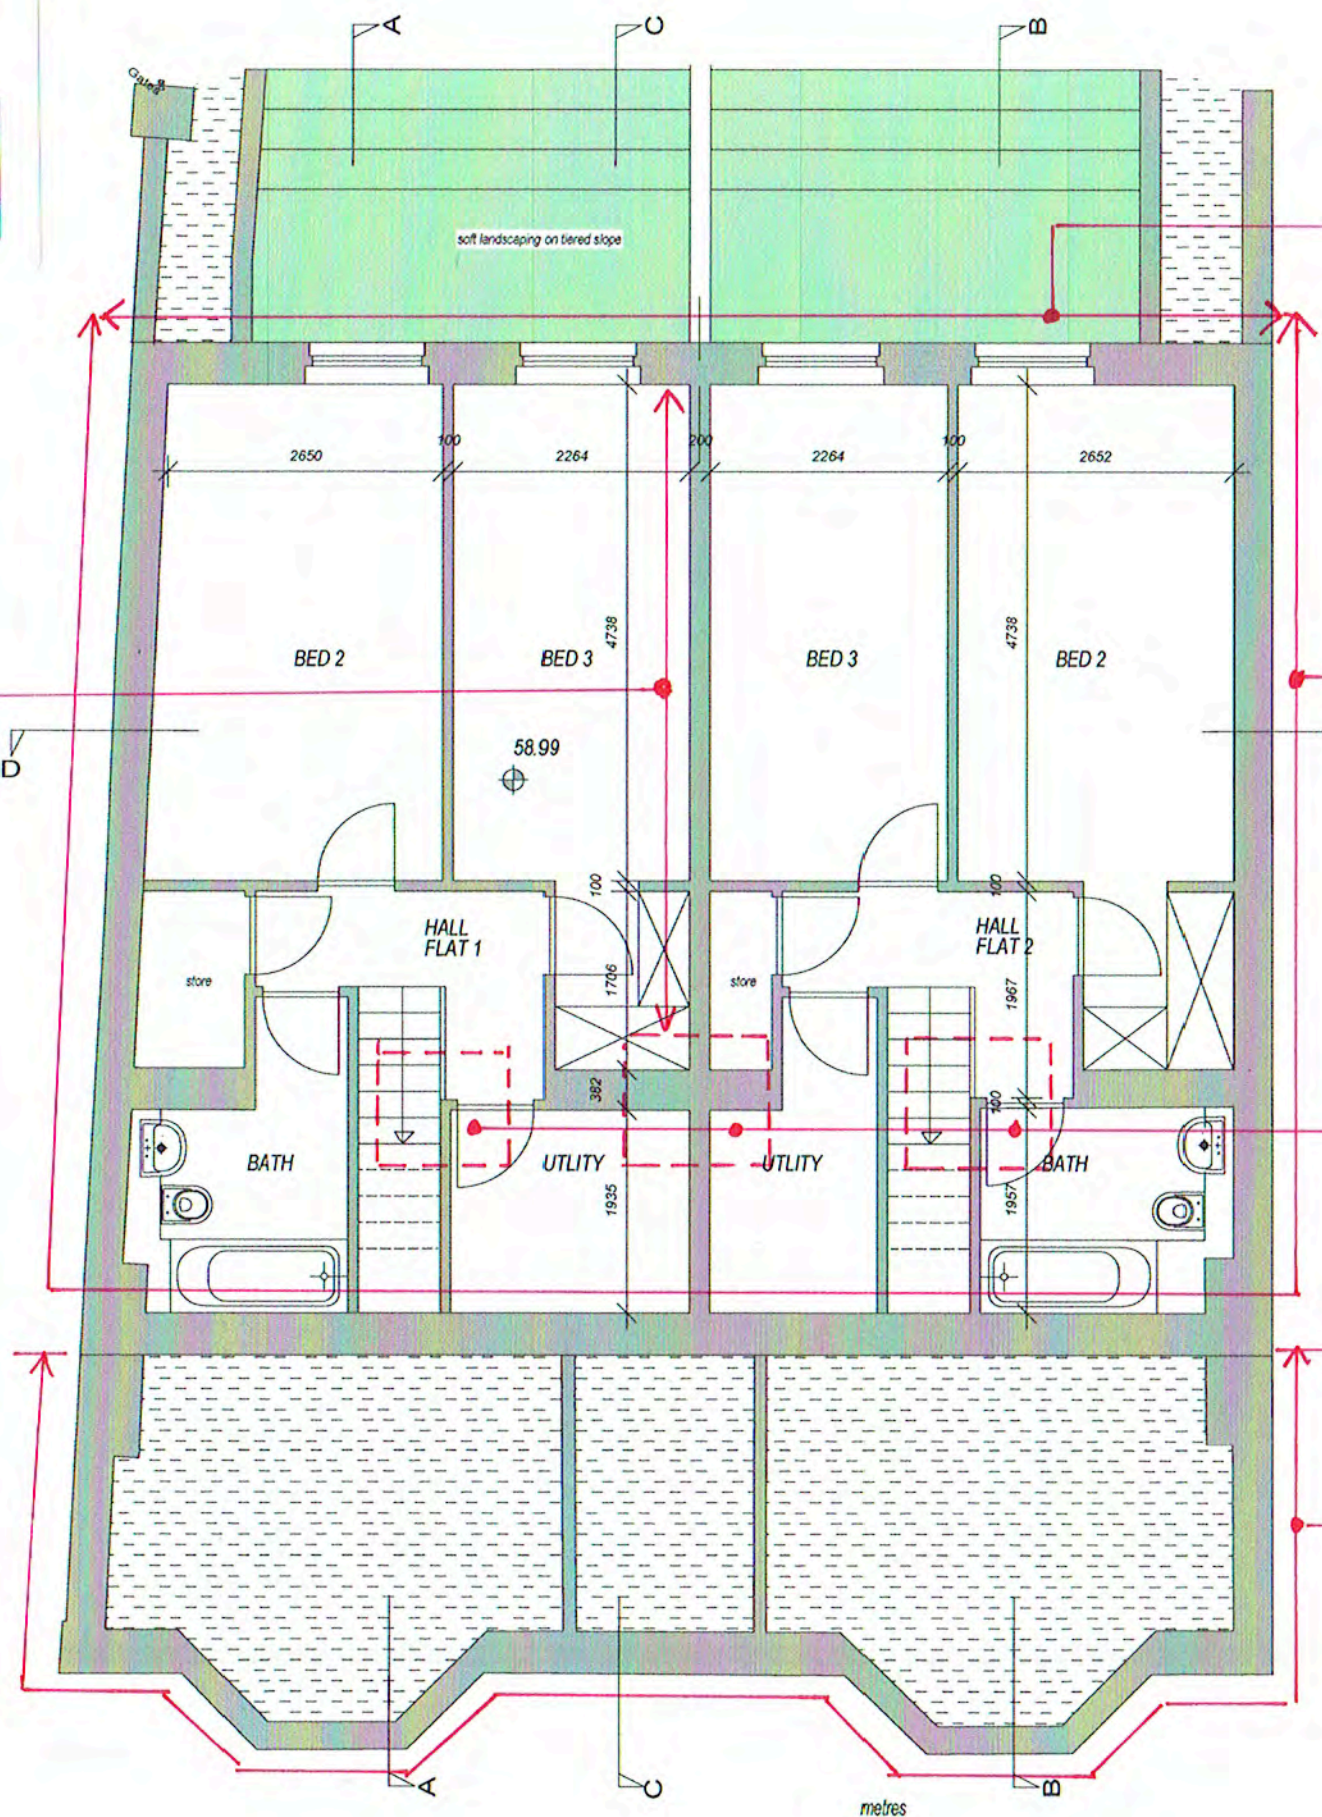 A
C
B
Gates
soft landscaping on tiered slope
100
200
100
2650
2264
2264
2652
4738
4738
BED 2
BED 3
BED 3
BED 2
58.99
D
100
100
HALL
FLAT 1
HALL
FLAT 2
store
1706
store
1967
382
100
BATH
UTLITY
UTLITY
BATH
1935
1957
A
C
B
metres